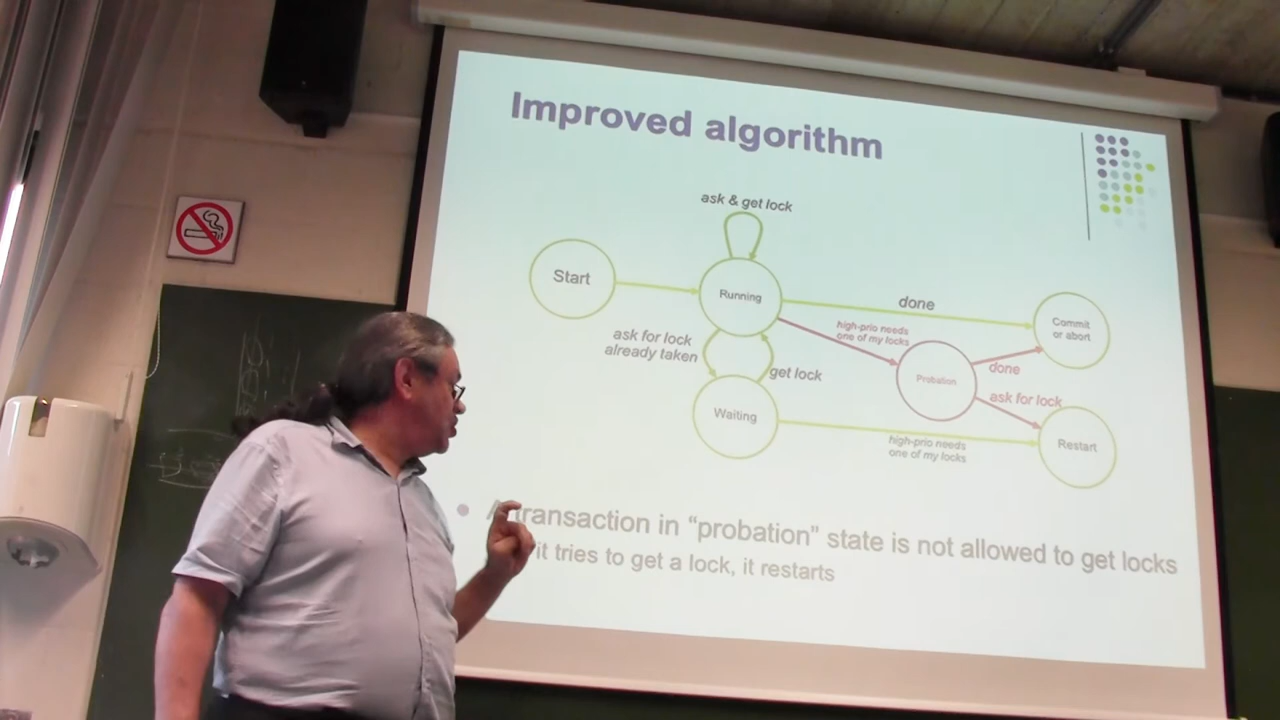 Improved algorithm
ask & get lock
Start
Running
done
Commit
or abort
high-prio needs
one of my locks
ask for lock
already taken
get lock
Probation
done
ask for lock
Waiting
high-prio needs
one of my locks
Restart
transaction in "probation" state is not allowed to get locks
it tries to get a lock, it restarts